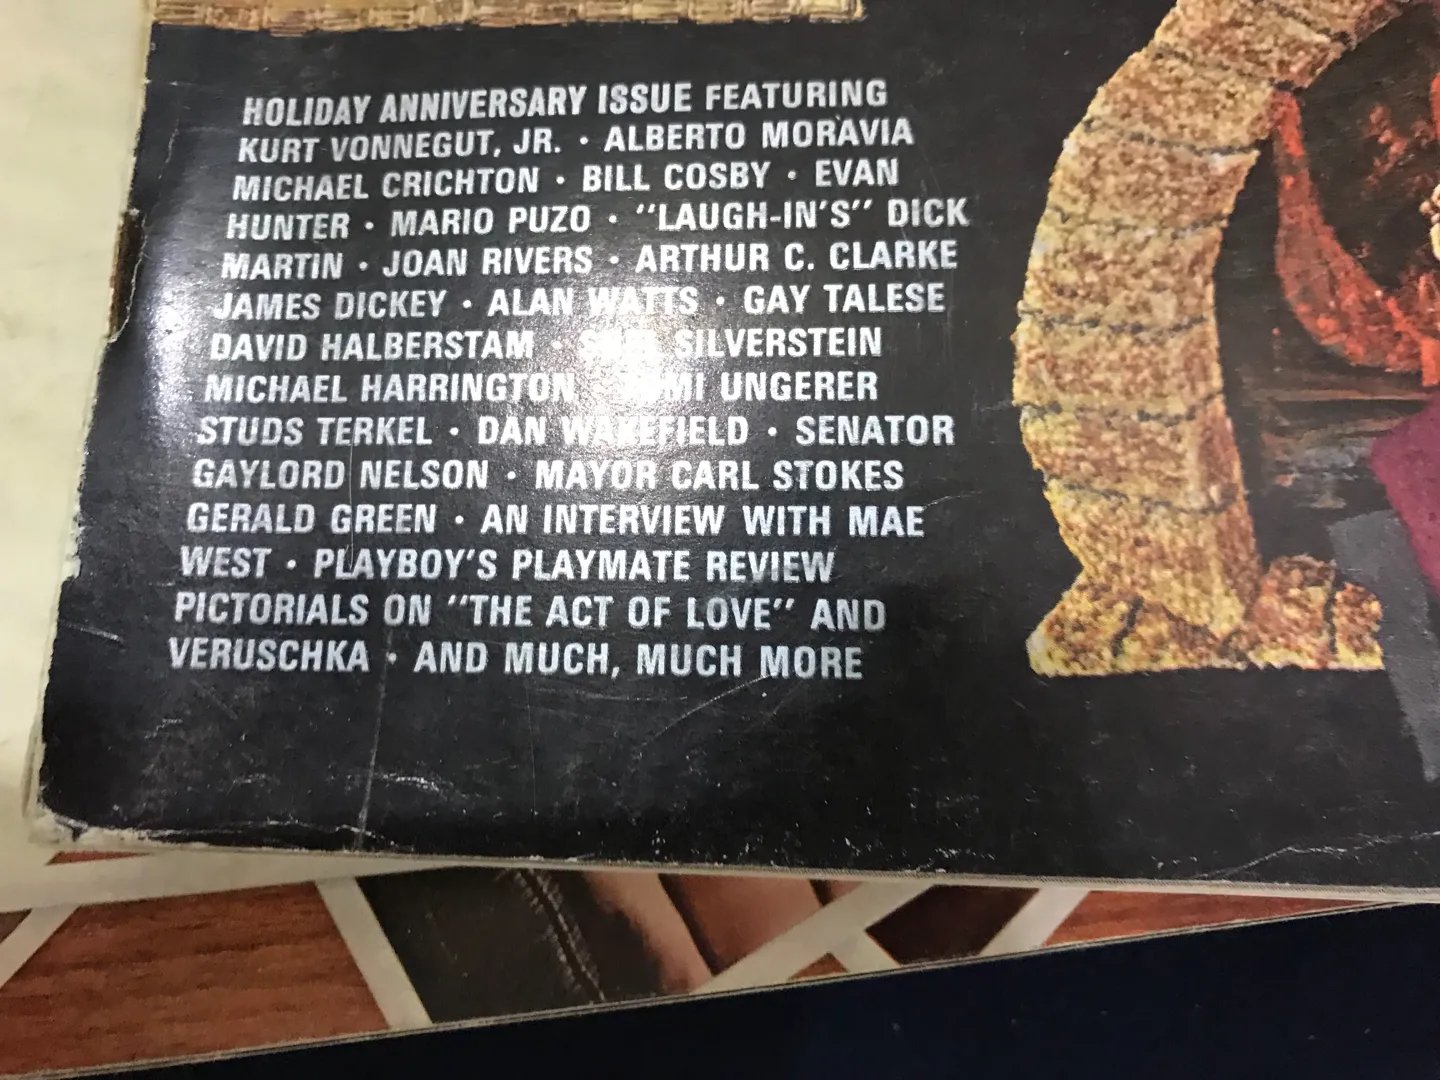 HOLIDAY ANNIVERSARY ISSUE FEATURING
KURT VONNEGUT, JR. · ALBERTO MORAVIA
MICHAEL CRICHTON · BILL COSBY · EVAN
HUNTER · MARIO PUZO · "LAUGH-IN'S" DICK
MARTIN · JOAN RIVERS · ARTHUR C. CLARKE
JAMES DICKEY · ALAN WATTS · GAY TALESE
DAVID HALBERSTAM · SILVERSTEIN
MICHAEL HARRINGTON UNGERER
STUDS TERKEL · DAN WAKEFIELD · SENATOR
GAYLORD NELSON · MAYOR CARL STOKES
GERALD GREEN · AN INTERVIEW WITH MAE
WEST · PLAYBOY'S PLAYMATE REVIEW
PICTORIALS ON "THE ACT OF LOVE" AND
VERUSCHKA · AND MUCH, MUCH MORE